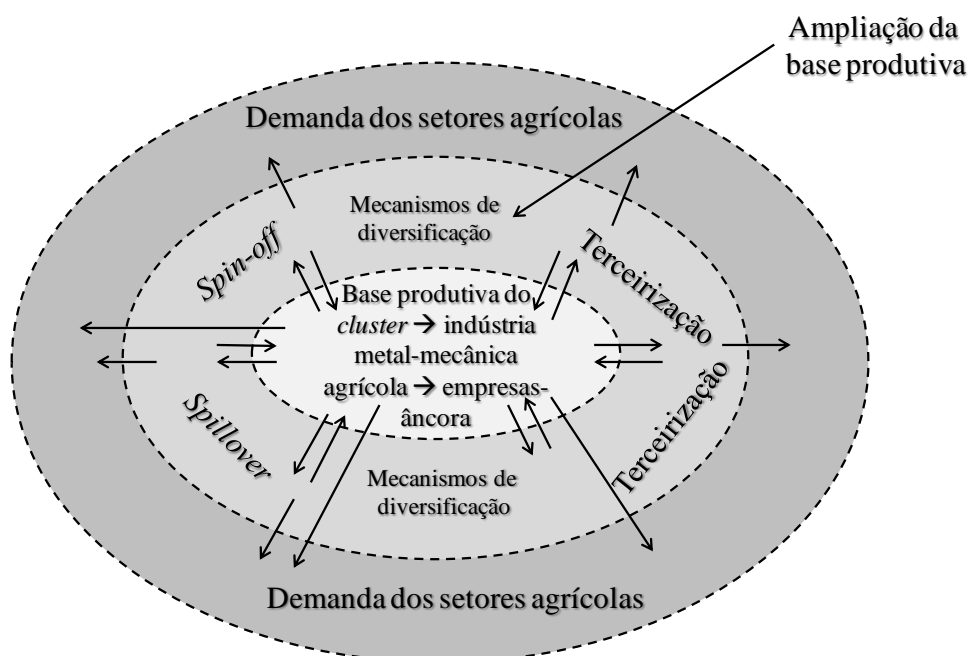 Ampliação da
base produtiva
Demanda dos setores agrícolas
Mecanismos de
diversificação
Spin-off
Terceirização
Base produtiva do
cluster → indústria
metal-mecânica
agrícola → empresas-
âncora
Spillover
Terceirização
Mecanismos de
diversificação
Demanda dos setores agrícolas